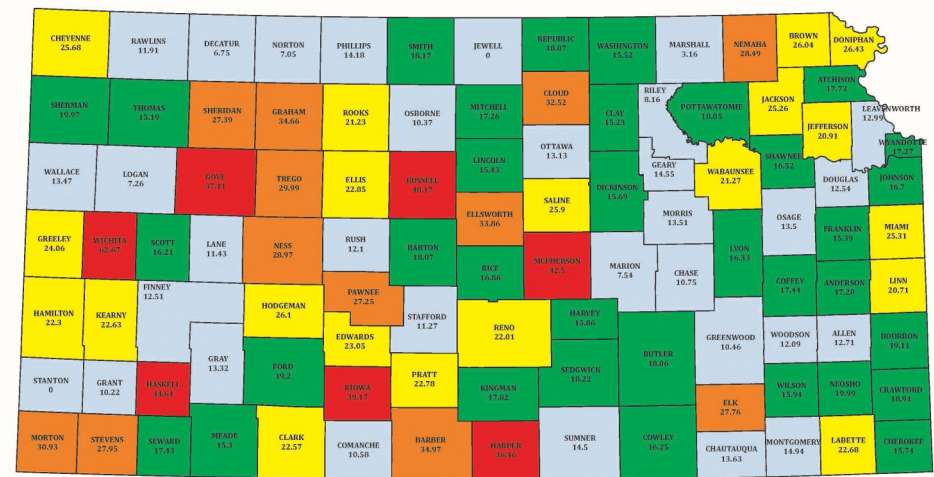 CHEYENNE
25.68
RAWLINS
11.91
DECATUR
6.75
NORTON
7.05
PHILLIPS
14.18
SMITH
18.17
JEWELL
0
REPUBLIC
18.07
WASHINGTON
15.52
MARSHALL
3.16
NEMAHA
28.49
BROWN
26.04
DONIPHAN
26.43
SHERMAN
19.97
THOMAS
15.19
SHERIDAN
27.39
GRAHAM
34.66
ROOKS
21.23
OSBORNE
10.37
MITCHELL
17.26
CLOUD
32.52
CLAY
15.23
RILEY
8.16
POTTAWATOMIE
18.05
JACKSON
25.26
ATCHISON
17.73
JEFFERSON
20.91
LEAVENWORTH
12.99
WYANDOTTE
17.27
WALLACE
13.47
LOGAN
7.26
GOVE
37.11
TREGO
29.99
ELLIS
22.85
RUSSELL
40.17
LINCOLN
15.43
OTTAWA
13.13
DICKINSON
15.69
GEARY
14.55
WABAUNSEE
21.27
SHAWNEE
16.52
DOUGLAS
12.54
JOHNSON
16.7
GREELEY
24.06
WICHITA
62.67
SCOTT
16.21
LANE
11.43
NESS
28.97
RUSH
12.1
BARTON
18.07
ELLSWORTH
33.86
SALINE
25.9
RICE
16.86
MCPHERSON
42.5
MARION
7.54
MORRIS
13.51
CHASE
10.75
LYON
16.33
OSAGE
13.5
FRANKLIN
15.39
MIAMI
25.31
COFFEY
17.44
ANDERSON
17.28
LINN
20.71
HAMILTON
22.3
KEARNY
22.63
FINNEY
12.51
HODGEMAN
26.1
PAWNEE
27.25
STAFFORD
11.27
EDWARDS
23.05
RENO
22.01
HARVEY
15.86
BUTLER
18.06
GREENWOOD
10.46
WOODSON
12.09
ALLEN
12.71
BOURBON
19.11
STANTON
0
GRANT
10.22
HASKELL
44.64
GRAY
13.32
FORD
19.2
KIOWA
39.17
PRATT
22.78
KINGMAN
17.82
SEDGWICK
18.22
ELK
27.76
WILSON
15.94
NEOSHO
19.99
CRAWFORD
18.91
MORTON
30.93
STEVENS
27.95
SEWARD
17.43
MEADE
15.3
CLARK
22.57
COMANCHE
10.58
BARBER
34.97
HARPER
36.46
SUMNER
14.5
COWLEY
16.25
CHAUTAUQUA
13.63
MONTGOMERY
14.94
LABETTE
22.68
CHEROKEE
15.74